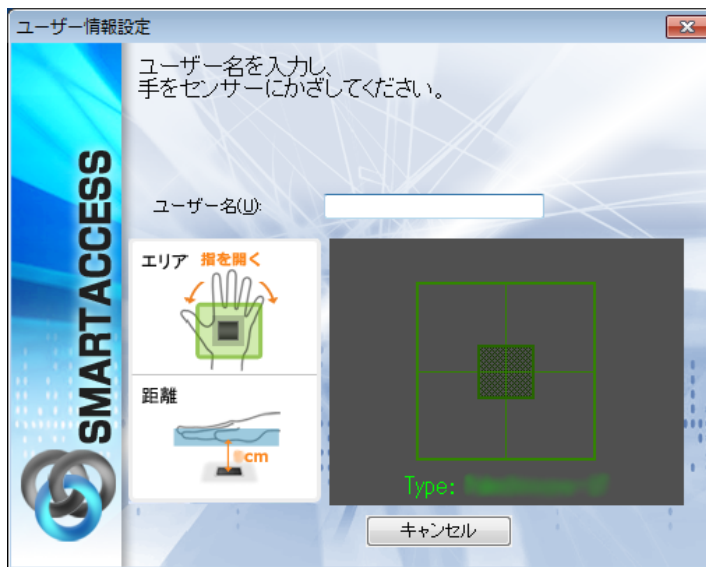 ユーザー情報設定
ユーザー名を入力し、
手をセンサーにかざしてください。
SMARTACCESS
ユーザー名(U):
エリア 指を開く
距離
cm
Type:
キャンセル